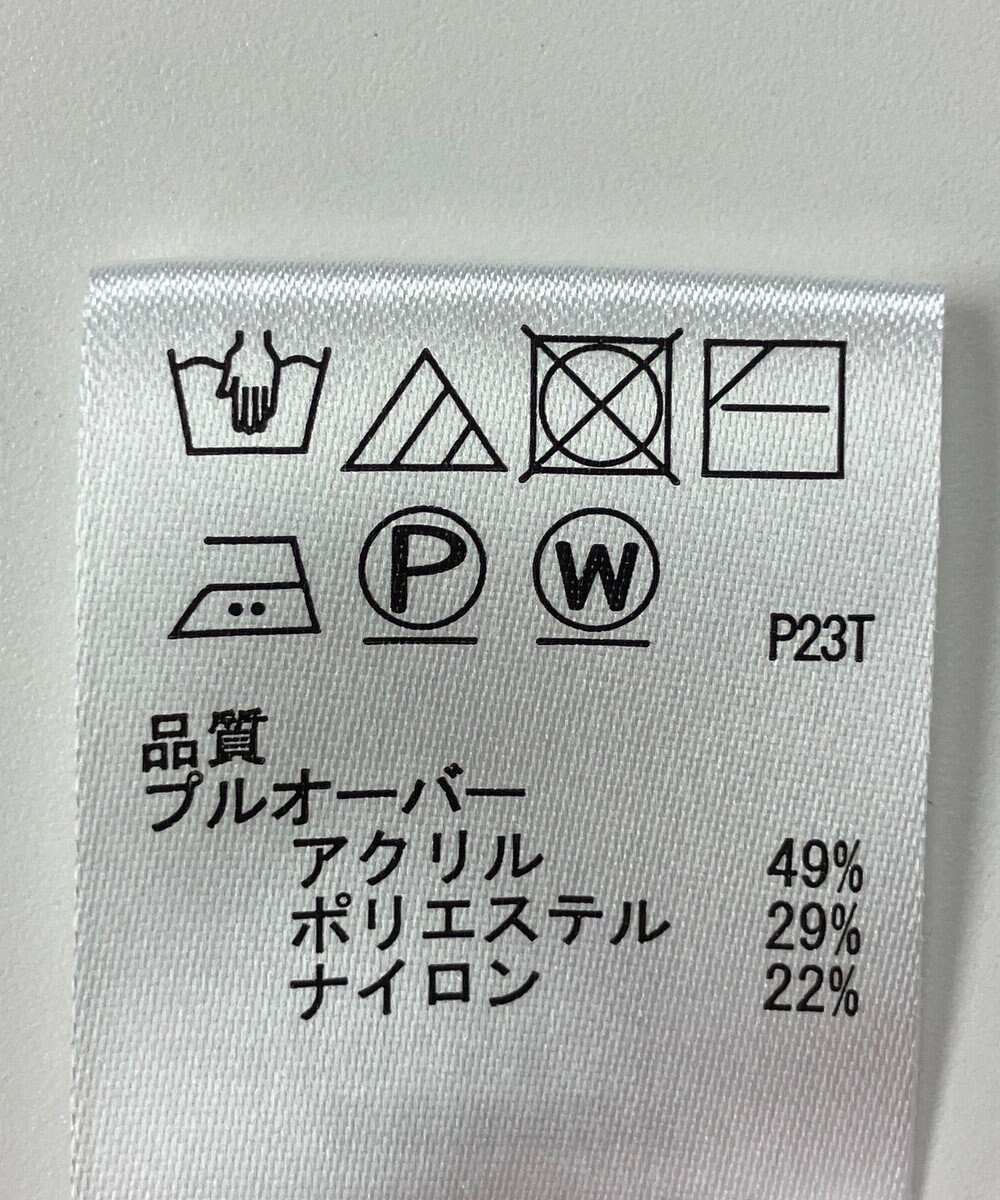 P W
P23T
品質
プルオーバー
アクリル 49%
ポリエステル 29%
ナイロン 22%